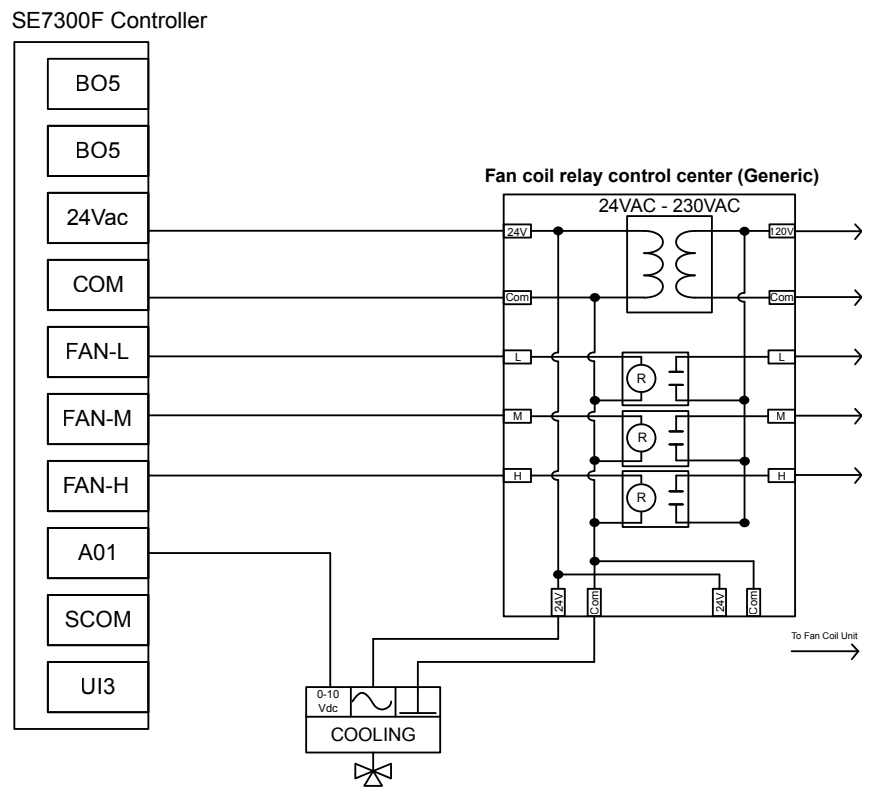 SE7300F Controller
BO5
BO5
24Vac
COM
FAN-L
FAN-M
FAN-H
A01
SCOM
UI3
Fan coil relay control center (Generic)
24VAC - 230VAC
24V
120V
Com
Com
L
R
L
M
R
M
H
R
H
24V
Com
24V
Com
To Fan Coil Unit
0-10
Vdc
COOLING